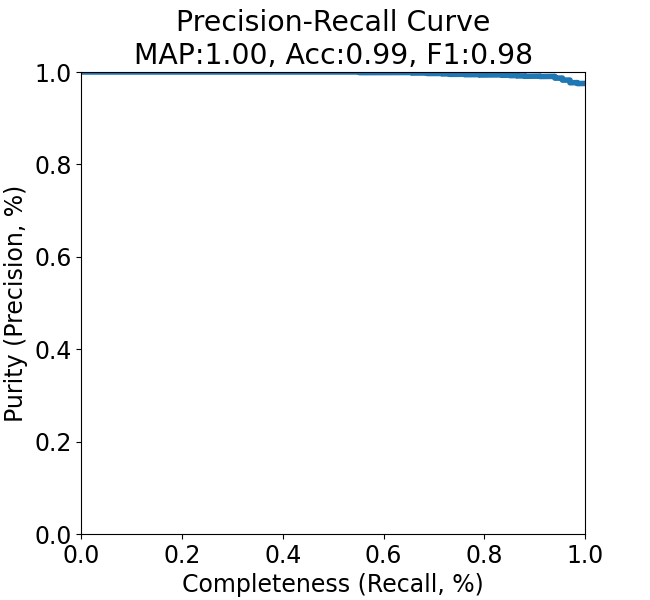 Precision-Recall Curve
MAP:1.00, Acc:0.99, F1:0.98
1.0
0.8
0.6
0.4
0.2
0.0
Purity (Precision, %)
0.0 0.2 0.4 0.6 0.8 1.0
Completeness (Recall, %)